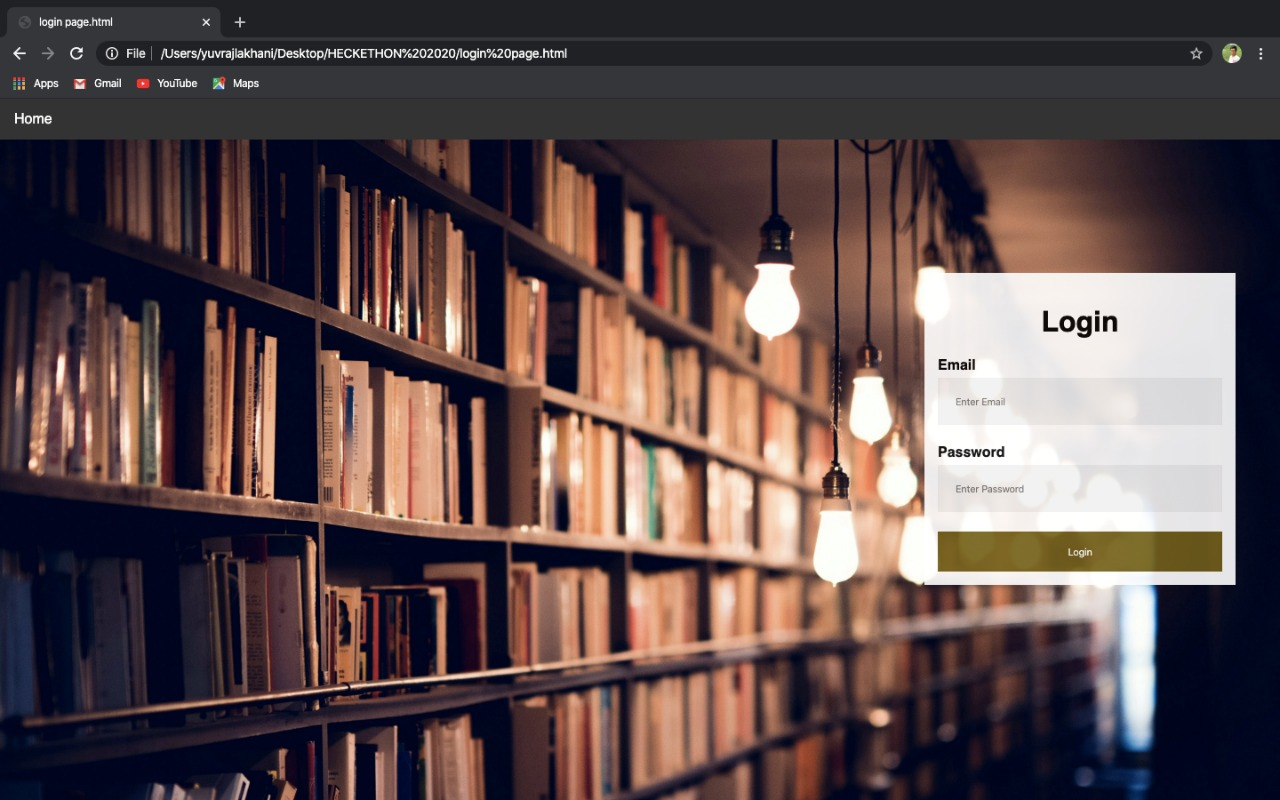 login page.html
File /Users/yuvrajlakhani/Desktop/HECKETHON%202020/login%20page.html
Apps Gmail YouTube Maps
Home
Login
Email
Enter Email
Password
Enter Password
Login